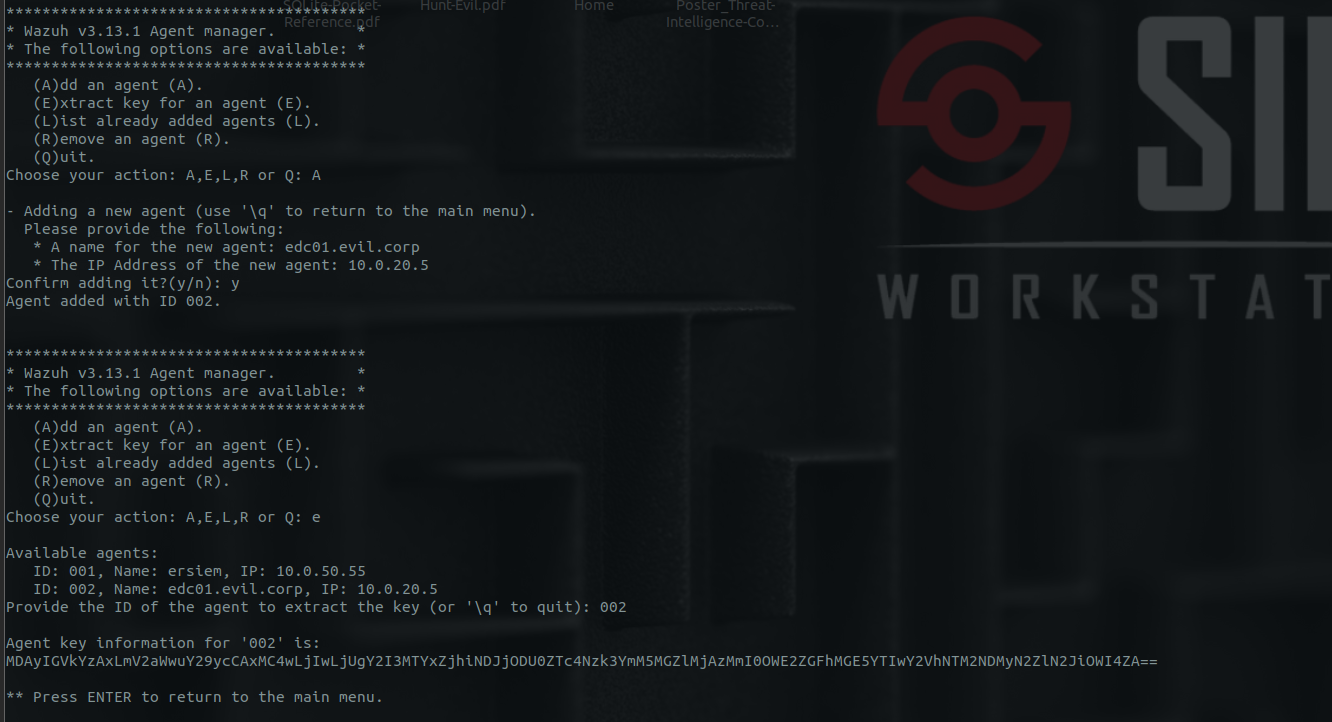 SQLite-Pocket-
Reference.pdf
Hunt-Evil.pdf
Home
Poster_Threat-
Intelligence-Co...
****************************************
* Wazuh v3.13.1 Agent manager.         *
* The following options are available: *
****************************************
(A)dd an agent (A).
(E)xtract key for an agent (E).
(L)ist already added agents (L).
(R)emove an agent (R).
(Q)uit.
Choose your action: A,E,L,R or Q: A
- Adding a new agent (use '\q' to return to the main menu).
Please provide the following:
* A name for the new agent: edc01.evil.corp
* The IP Address of the new agent: 10.0.20.5
Confirm adding it?(y/n): y
Agent added with ID 002.
****************************************
* Wazuh v3.13.1 Agent manager.         *
* The following options are available: *
****************************************
(A)dd an agent (A).
(E)xtract key for an agent (E).
(L)ist already added agents (L).
(R)emove an agent (R).
(Q)uit.
Choose your action: A,E,L,R or Q: e
Available agents:
ID: 001, Name: ersiem, IP: 10.0.50.55
ID: 002, Name: edc01.evil.corp, IP: 10.0.20.5
Provide the ID of the agent to extract the key (or '\q' to quit): 002
Agent key information for '002' is:
MDAyIGVkYzAxLmV2aWwuY29ycCAxMC4wLjIwLjUgY2I3MTYxZjhiNDJjODU0ZTc4Nzk3YmM5MGZlMjAzMmI0OWE2ZGFhMGE5YTIwY2VhNTM2NDMyN2ZlN2JiOWI4ZA==
** Press ENTER to return to the main menu.
WORKSTAT